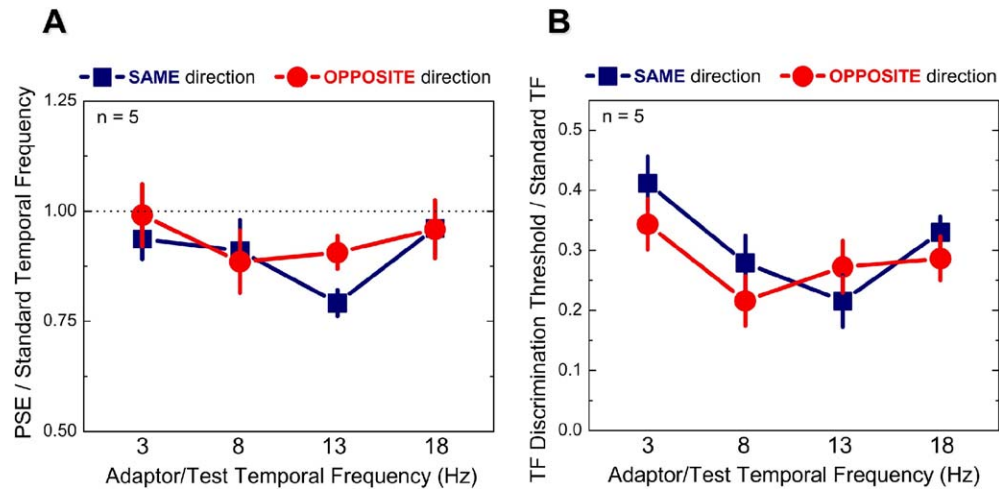 A
SAME direction OPPOSITE direction
PSE / Standard Temporal Frequency
n = 5
1.25
1.00
0.75
0.50
3 8 13 18
Adaptor/Test Temporal Frequency (Hz)
B
SAME direction OPPOSITE direction
TF Discrimination Threshold / Standard TF
n = 5
0.5
0.4
0.3
0.2
0.1
0.0
3 8 13 18
Adaptor/Test Temporal Frequency (Hz)